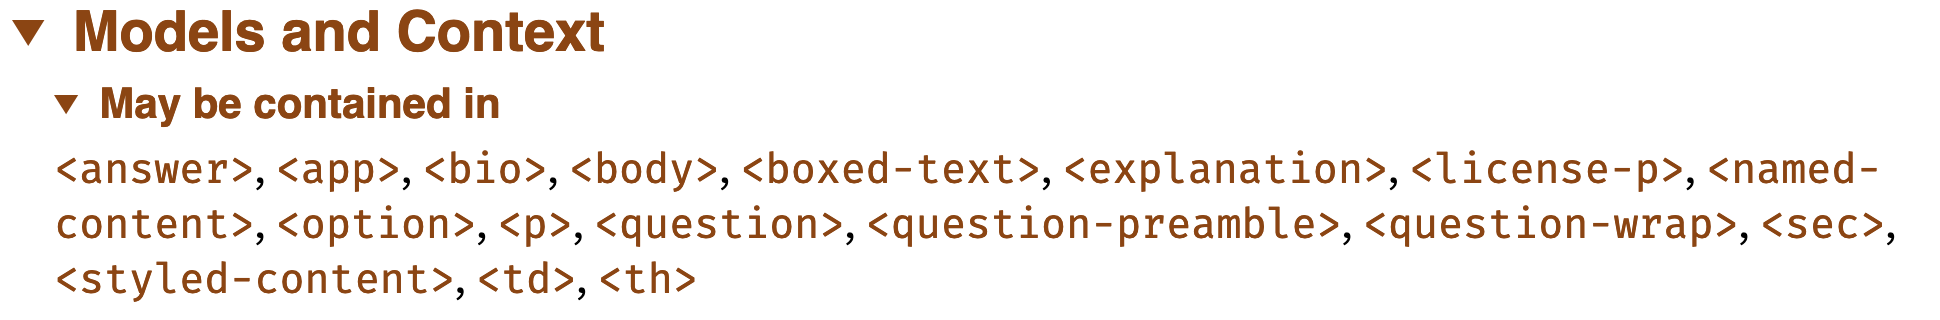 Models and Context
May be contained in
<answer>, <app>, <bio>, <body>, <boxed-text>, <explanation>, <license-p>, <named-
content>, <option>, <p>, <question>, <question-preamble>, <question-wrap>, <sec>,
<styled-content>, <td>, <th>